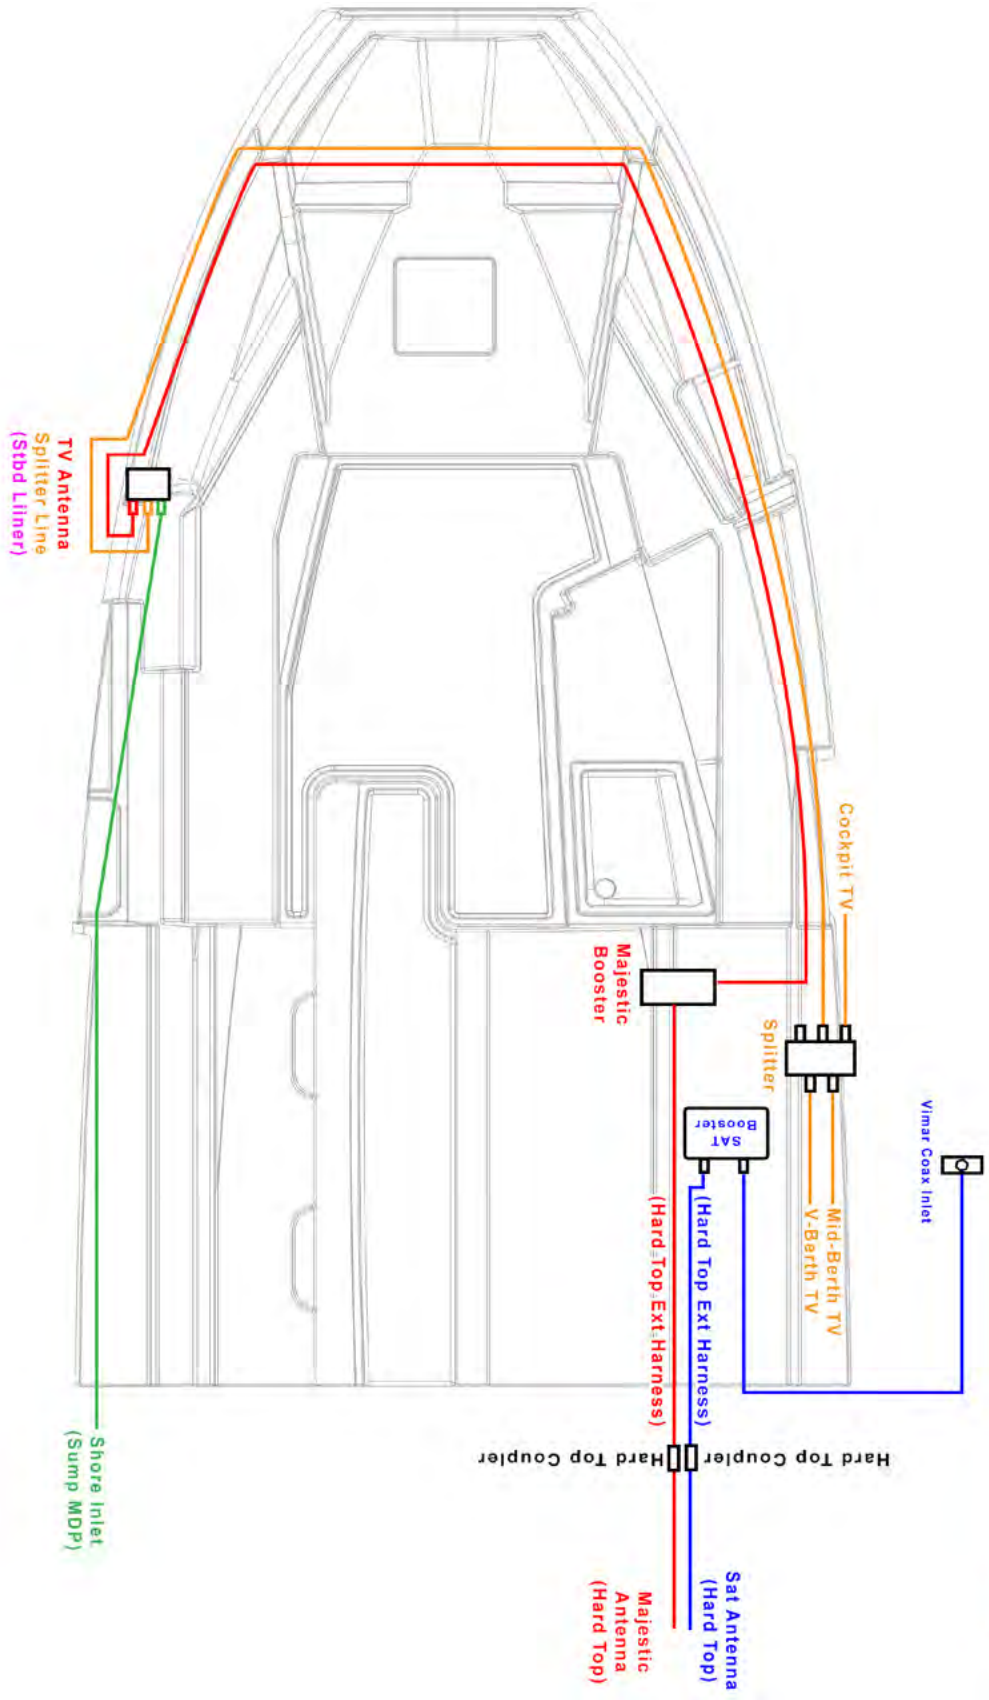 TV Antenna
Splitter Line
(Stbd Liiner)
Cockpit TV
Majestic
Booster
Splitter
SAT
Booster
Vimar Coax Inlet
Mid-Berth TV
V-Berth TV
(Hard Top Ext Harness)
(Hard Top Ext Harness)
Hard Top Coupler
Hard Top Coupler
Shore Inlet
(Sump MDP)
Sat Antenna
(Hard Top)
Majestic
Antenna
(Hard Top)